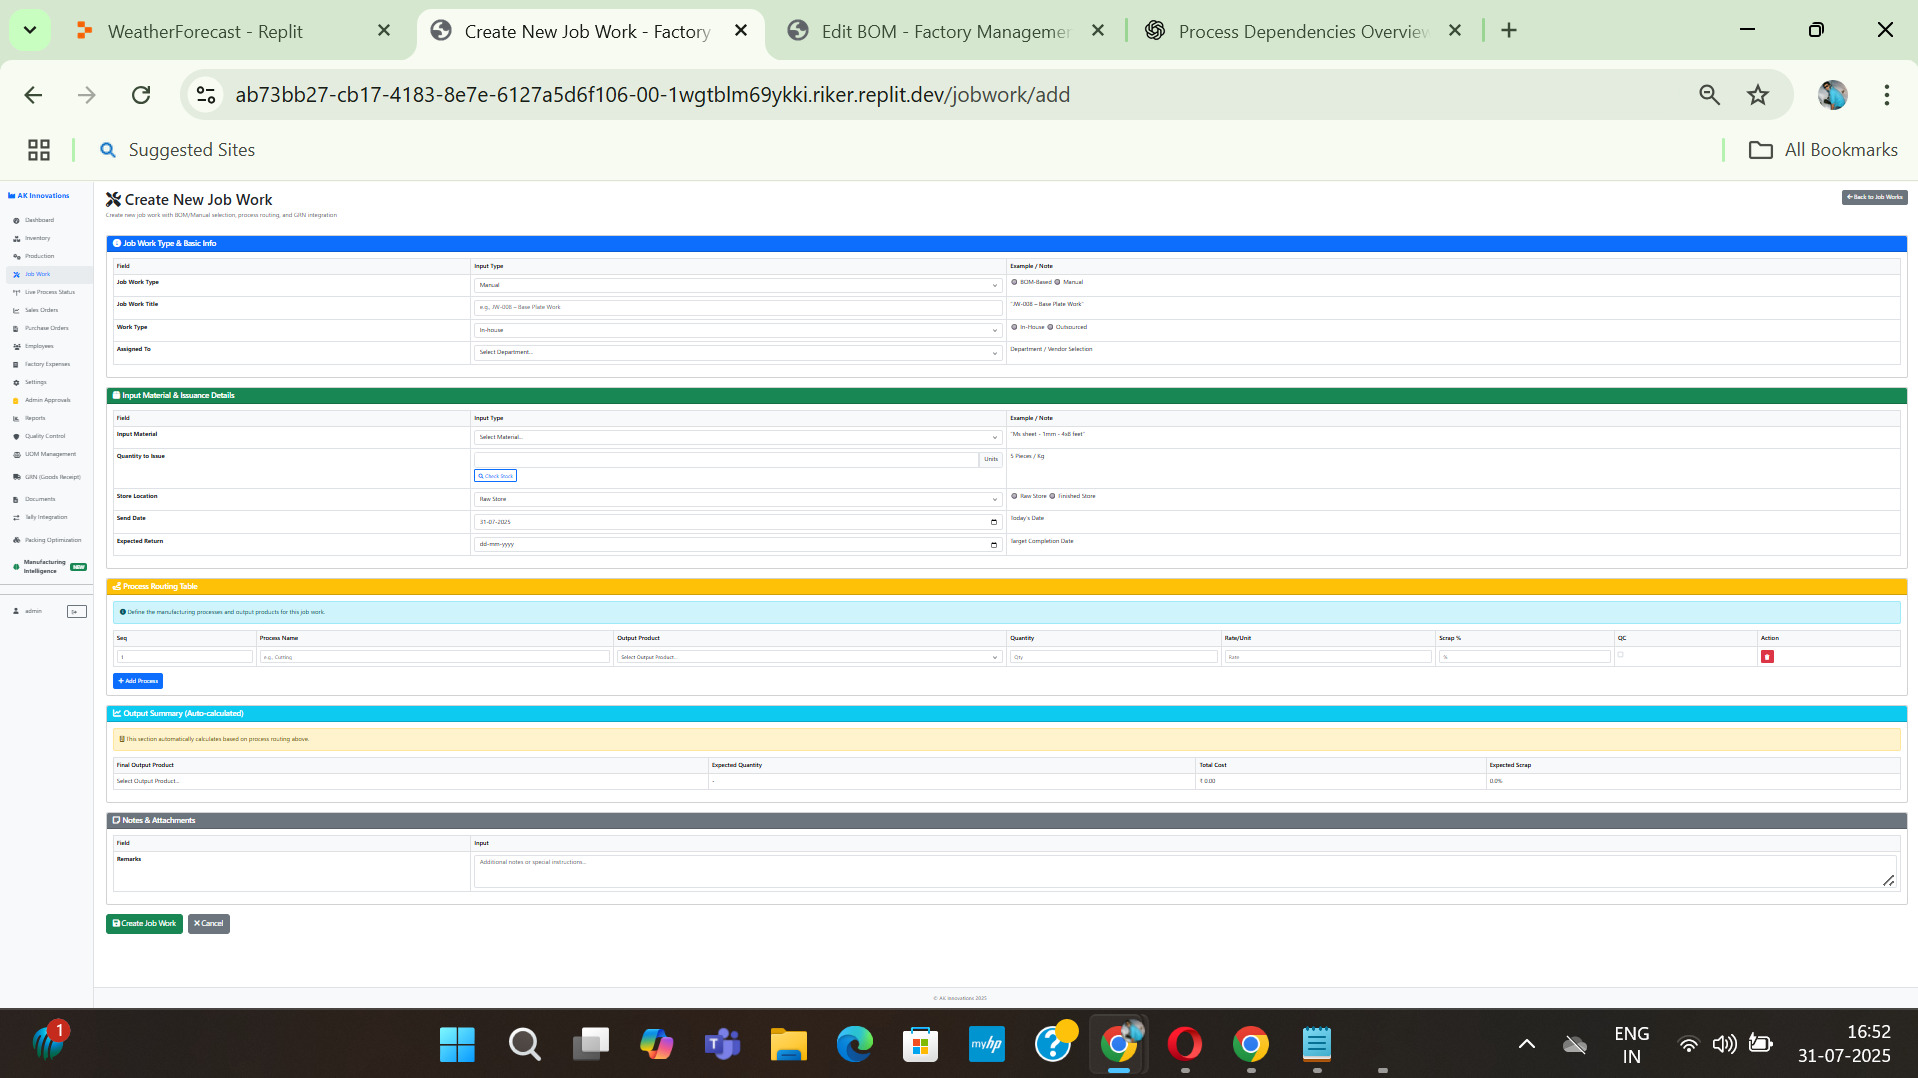 WeatherForecast - Replit
Create New Job Work - Factory
Edit BOM - Factory Managemer
Process Dependencies Overview
ab73bb27-cb17-4183-8e7e-6127a5d6f106-00-1wgtblm69ykki.riker.replit.dev/jobwork/add
Suggested Sites
All Bookmarks
AK Innovations
Dashboard
Inventory
Production
Job Work
Live Process Status
Sales Orders
Purchase Orders
Employees
Factory Expenses
Settings
Admin Approvals
Reports
Quality Control
UOM Management
GRN (Goods Receipt)
Documents
Tally Integration
Packing Optimization
Manufacturing Intelligence NEW
admin
Create New Job Work
Create new job work with BOM/Manual selection, process routing, and GRN integration
Back to Job Works
Job Work Type & Basic Info
Field Input Type Example / Note
Job Work Type Manual BOM-Based Manual
Job Work Title e.g., JW-008 – Base Plate Work "JW-008 – Base Plate Work"
Work Type In-house In-House Outsourced
Assigned To Select Department... Department / Vendor Selection
Input Material & Issuance Details
Field Input Type Example / Note
Input Material Select Material... "Ms sheet - 1mm - 4x8 feet"
Quantity to Issue Units 5 Pieces / Kg
Check Stock
Store Location Raw Store Raw Store Finished Store
Send Date 31-07-2025 Today's Date
Expected Return dd-mm-yyyy Target Completion Date
Process Routing Table
Define the manufacturing processes and output products for this job work.
Seq Process Name Output Product Quantity Rate/Unit Scrap % QC Action
1 e.g., Cutting Select Output Product... Qty Rate %
+ Add Process
Output Summary (Auto-calculated)
This section automatically calculates based on process routing above.
Final Output Product Expected Quantity Total Cost Expected Scrap
Select Output Product... - ₹ 0.00 0.0%
Notes & Attachments
Field Input
Remarks Additional notes or special instructions...
Create Job Work Cancel
© AK Innovations 2025
1
myhp
ENG
IN
16:52
31-07-2025